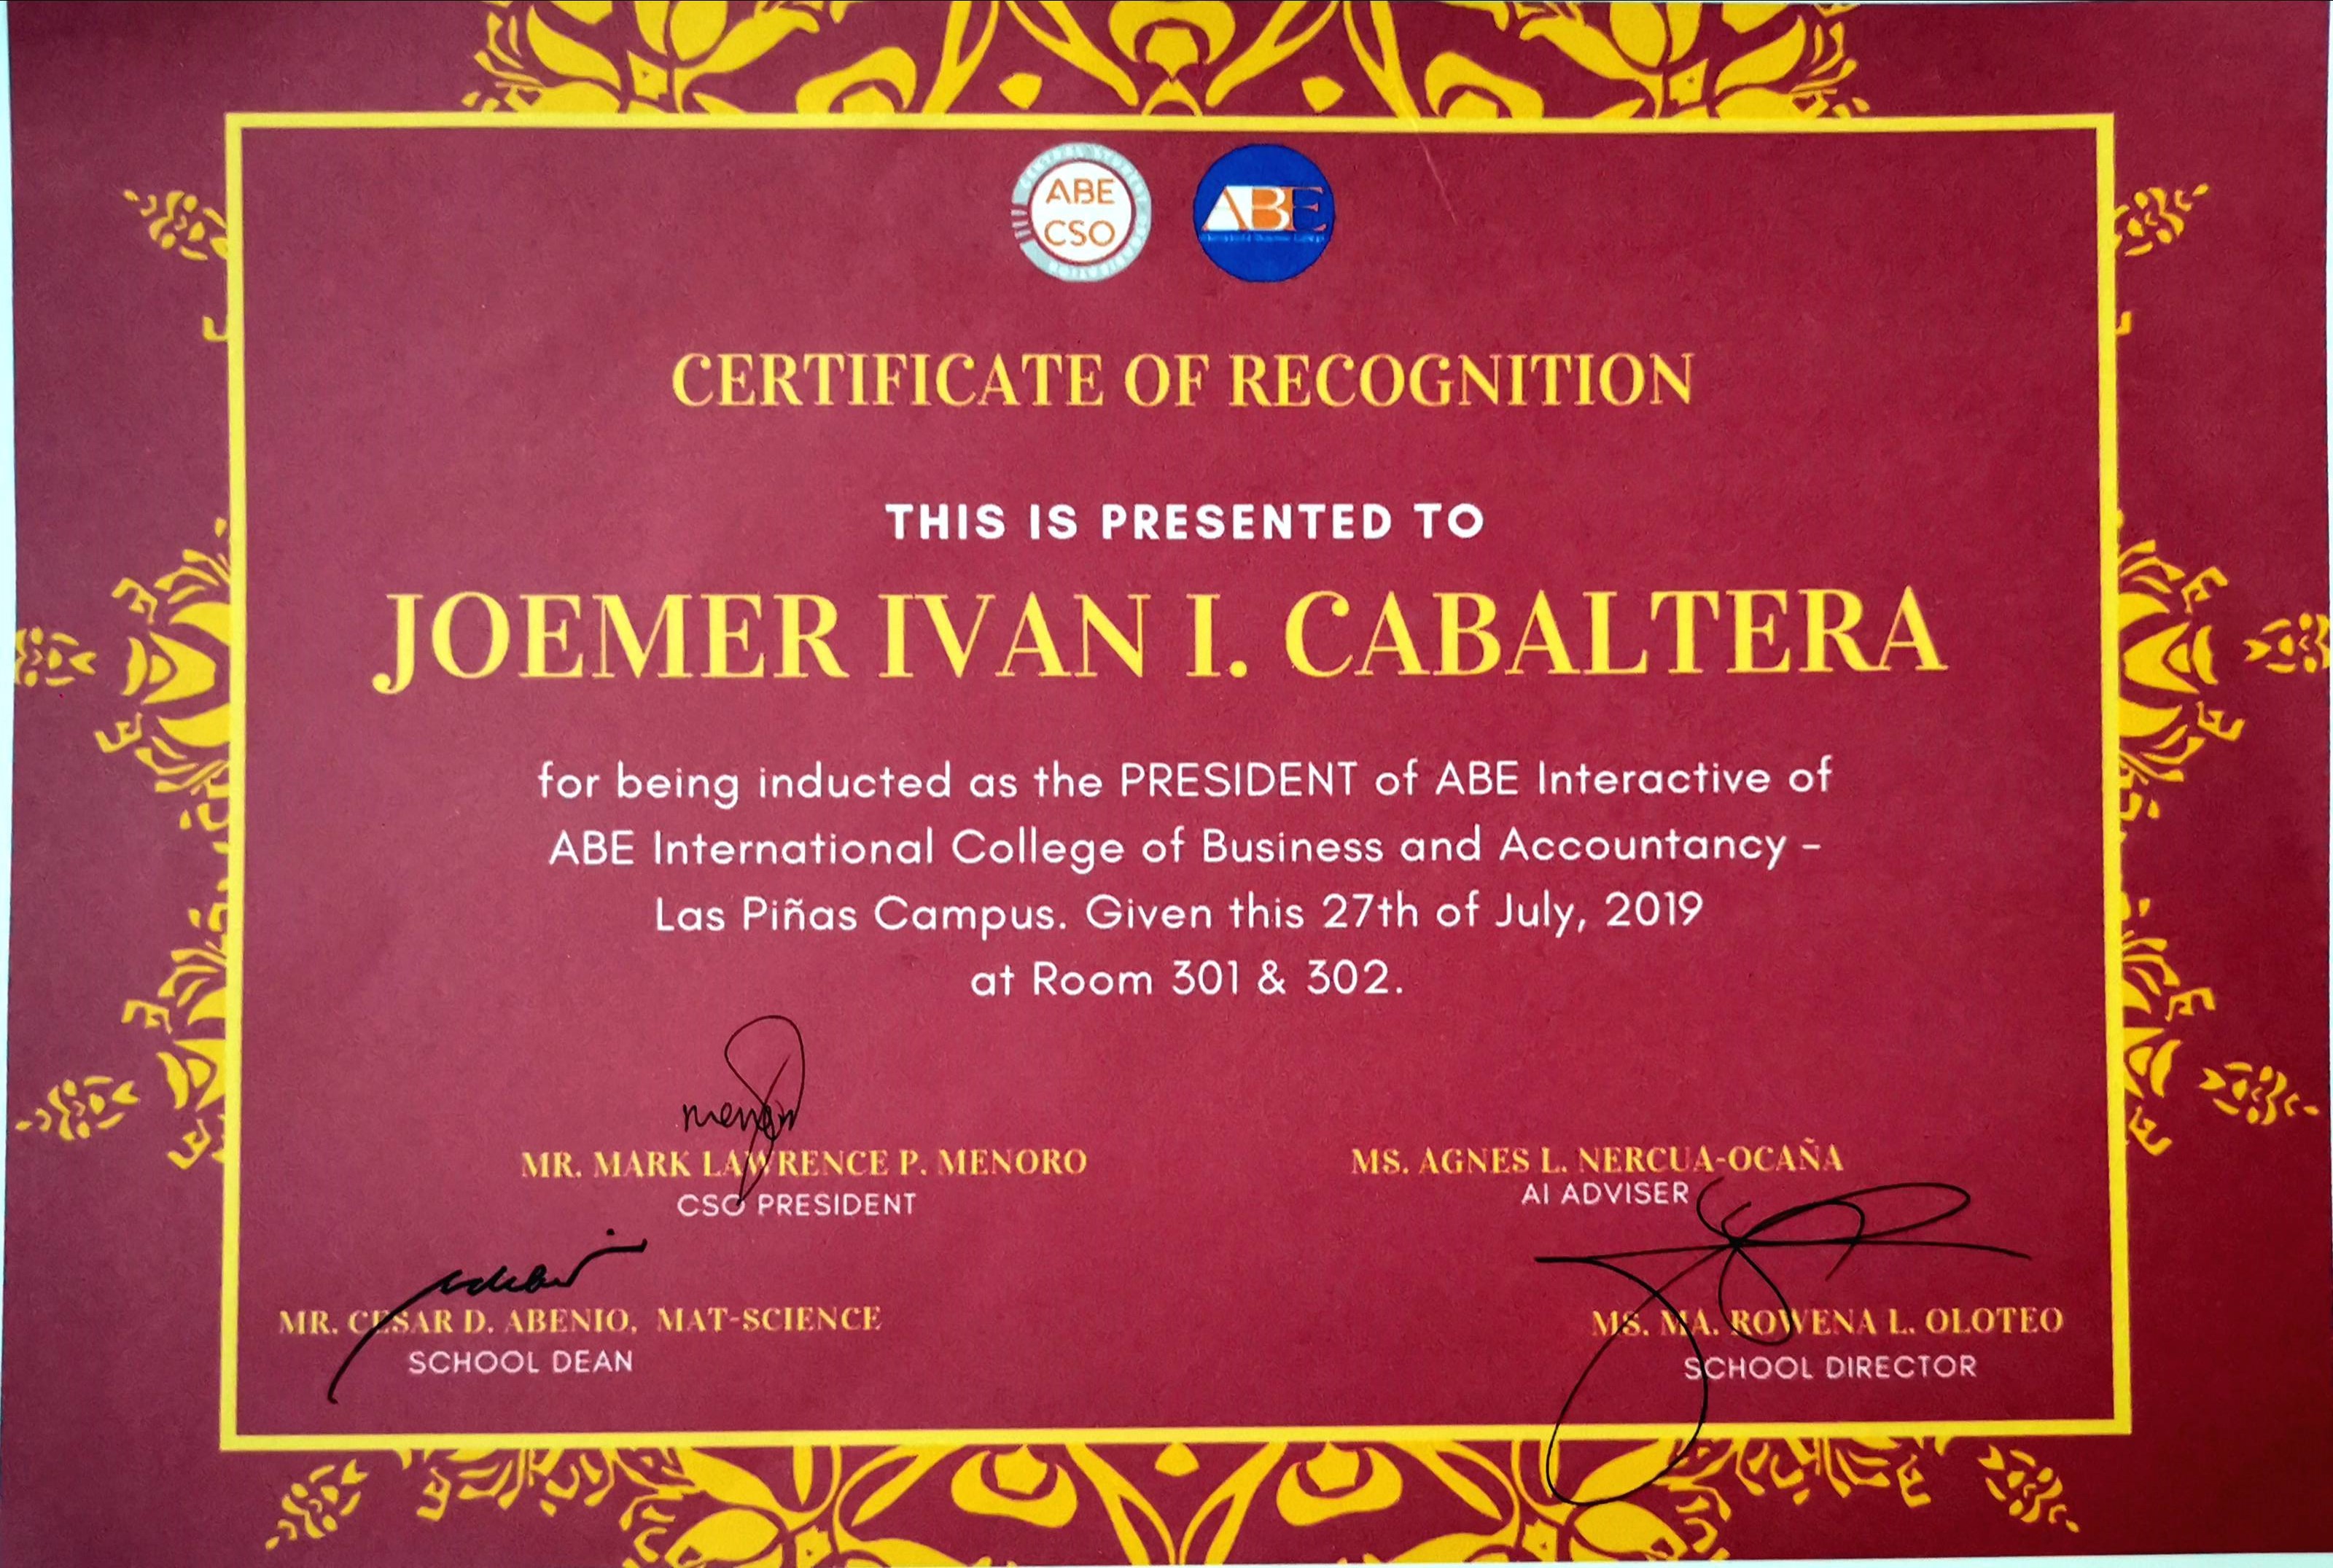 ABE
CSO
ABE
CERTIFICATE OF RECOGNITION
THIS IS PRESENTED TO
JOEMER IVAN I. CABALTERA
for being inducted as the PRESIDENT of ABE Interactive of
ABE International College of Business and Accountancy -
Las Piñas Campus. Given this 27th of July, 2019
at Room 301 & 302.
MR. MARK LAWRENCE P. MENORO
CSO PRESIDENT
MS. AGNES L. NERCUA-OCAÑA
AI ADVISER
MR. CESAR D. ABENIO, MAT-SCIENCE
SCHOOL DEAN
MS. MA. ROWENA L. OLOTEO
SCHOOL DIRECTOR